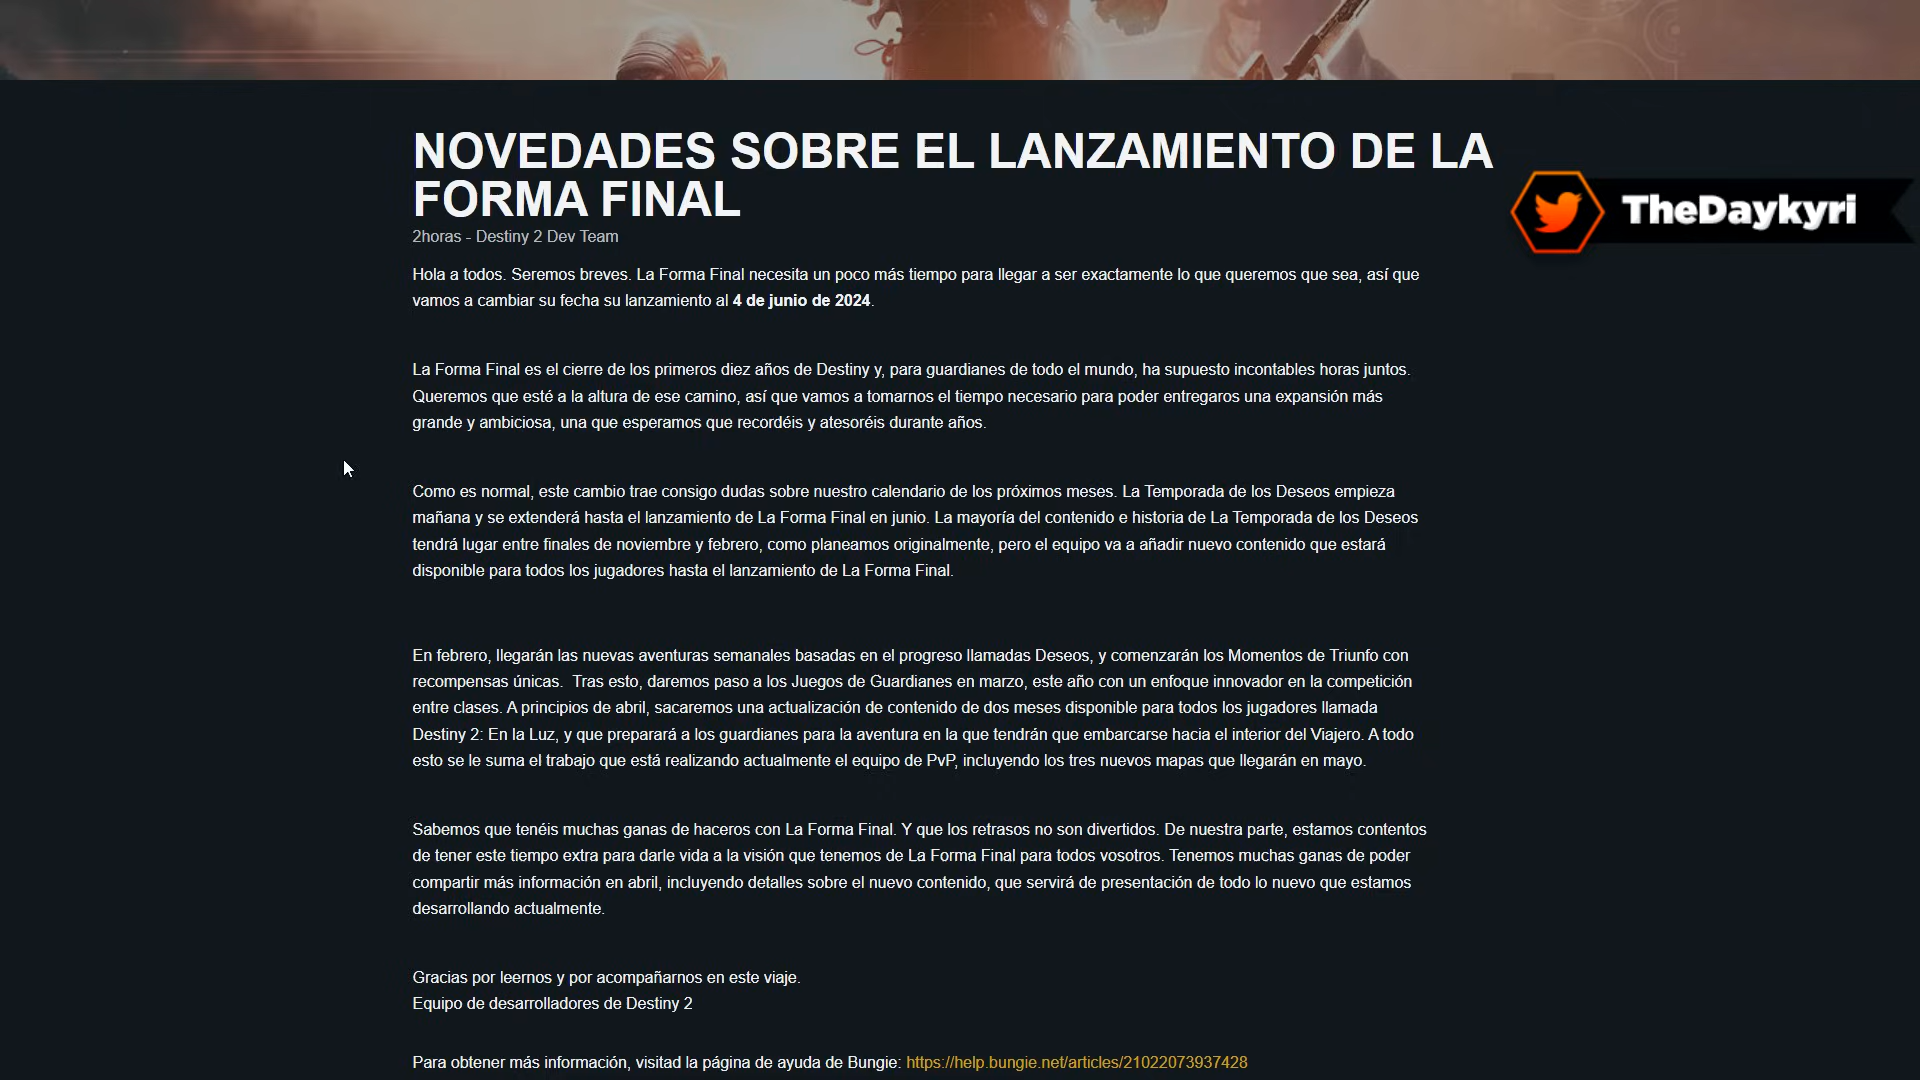 NOVEDADES SOBRE EL LANZAMIENTO DE LA
FORMA FINAL
TheDaykyri
2horas - Destiny 2 Dev Team
Hola a todos. Seremos breves. La Forma Final necesita un poco más tiempo para llegar a ser exactamente lo que queremos que sea, así que
vamos a cambiar su fecha su lanzamiento al 4 de junio de 2024.
La Forma Final es el cierre de los primeros diez años de Destiny y, para guardianes de todo el mundo, ha supuesto incontables horas juntos.
Queremos que esté a la altura de ese camino, así que vamos a tomarnos el tiempo necesario para poder entregaros una expansión más
grande y ambiciosa, una que esperamos que recordéis y atesoréis durante años.
Como es normal, este cambio trae consigo dudas sobre nuestro calendario de los próximos meses. La Temporada de los Deseos empieza
mañana y se extenderá hasta el lanzamiento de La Forma Final en junio. La mayoría del contenido e historia de La Temporada de los Deseos
tendrá lugar entre finales de noviembre y febrero, como planeamos originalmente, pero el equipo va a añadir nuevo contenido que estará
disponible para todos los jugadores hasta el lanzamiento de La Forma Final.
En febrero, llegarán las nuevas aventuras semanales basadas en el progreso llamadas Deseos, y comenzarán los Momentos de Triunfo con
recompensas únicas.  Tras esto, daremos paso a los Juegos de Guardianes en marzo, este año con un enfoque innovador en la competición
entre clases. A principios de abril, sacaremos una actualización de contenido de dos meses disponible para todos los jugadores llamada
Destiny 2: En la Luz, y que preparará a los guardianes para la aventura en la que tendrán que embarcarse hacia el interior del Viajero. A todo
esto se le suma el trabajo que está realizando actualmente el equipo de PvP, incluyendo los tres nuevos mapas que llegarán en mayo.
Sabemos que tenéis muchas ganas de haceros con La Forma Final. Y que los retrasos no son divertidos. De nuestra parte, estamos contentos
de tener este tiempo extra para darle vida a la visión que tenemos de La Forma Final para todos vosotros. Tenemos muchas ganas de poder
compartir más información en abril, incluyendo detalles sobre el nuevo contenido, que servirá de presentación de todo lo nuevo que estamos
desarrollando actualmente.
Gracias por leernos y por acompañarnos en este viaje.
Equipo de desarrolladores de Destiny 2
Para obtener más información, visitad la página de ayuda de Bungie: https://help.bungie.net/articles/21022073937428